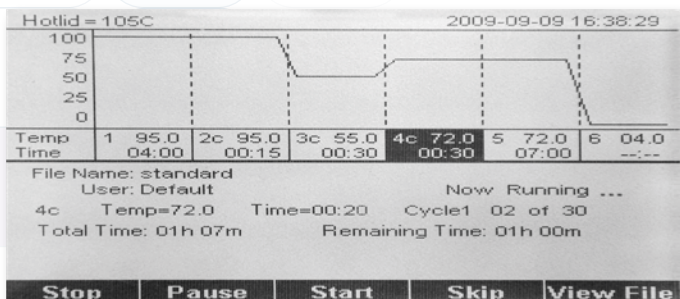 Hotlid = 105C 2009-09-09 16:38:29
100
75
50
25
0
Temp 1 95.0 2c 95.0 3c 55.0 4c 72.0 5 72.0 6 04.0
Time 04:00 00:15 00:30 00:30 07:00 --:--
File Name: standard
User: Default Now Running ...
4c Temp=72.0 Time=00:20 Cycle1 02 of 30
Total Time: 01h 07m Remaining Time: 01h 00m
Stop Pause Start Skip View File